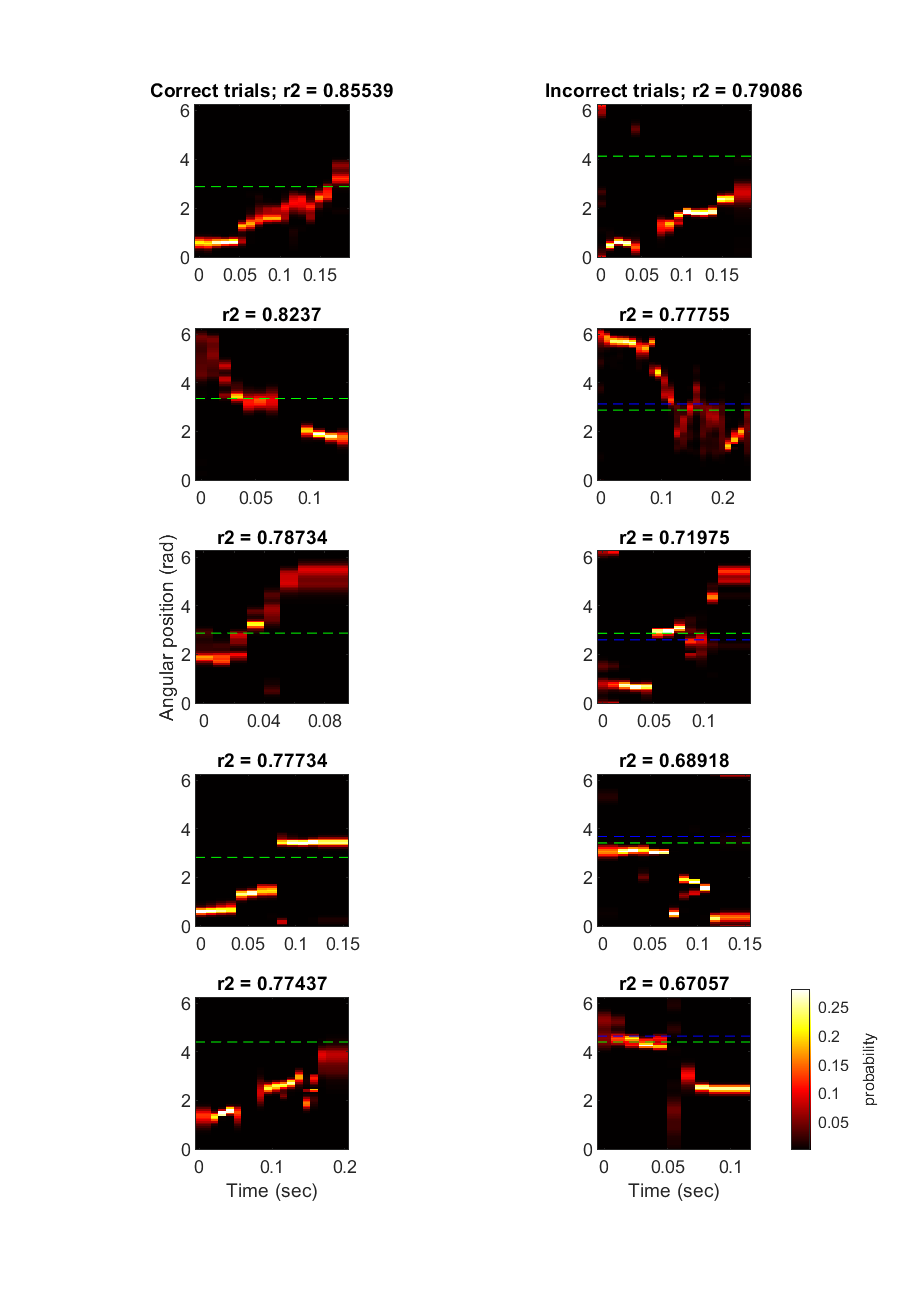 Correct trials; r2 = 0.85539
Incorrect trials; r2 = 0.79086
6
4
2
0
0 0.05 0.1 0.15
6
4
2
0
0 0.05 0.1 0.15
r2 = 0.8237
r2 = 0.77755
6
4
2
0
0 0.05 0.1
6
4
2
0
0 0.1 0.2
r2 = 0.78734
r2 = 0.71975
Angular position (rad)
6
4
2
0
0 0.04 0.08
6
4
2
0
0 0.05 0.1
r2 = 0.77734
r2 = 0.68918
6
4
2
0
0 0.05 0.1 0.15
6
4
2
0
0 0.05 0.1 0.15
r2 = 0.77437
r2 = 0.67057
6
4
2
0
0 0.1 0.2
Time (sec)
6
4
2
0
0 0.05 0.1
Time (sec)
0.25
0.2
0.15
0.1
0.05
probability